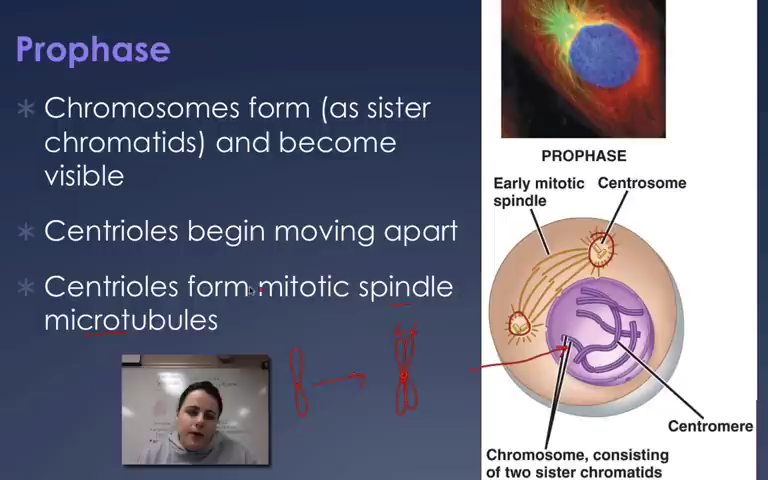 Prophase
Chromosomes form (as sister
chromatids) and become
visible
Centrioles begin moving apart
Centrioles form mitotic spindle
microtubules
PROPHASE
Early mitotic
spindle
Centrosome
Centromere
Chromosome, consisting
of two sister chromatids